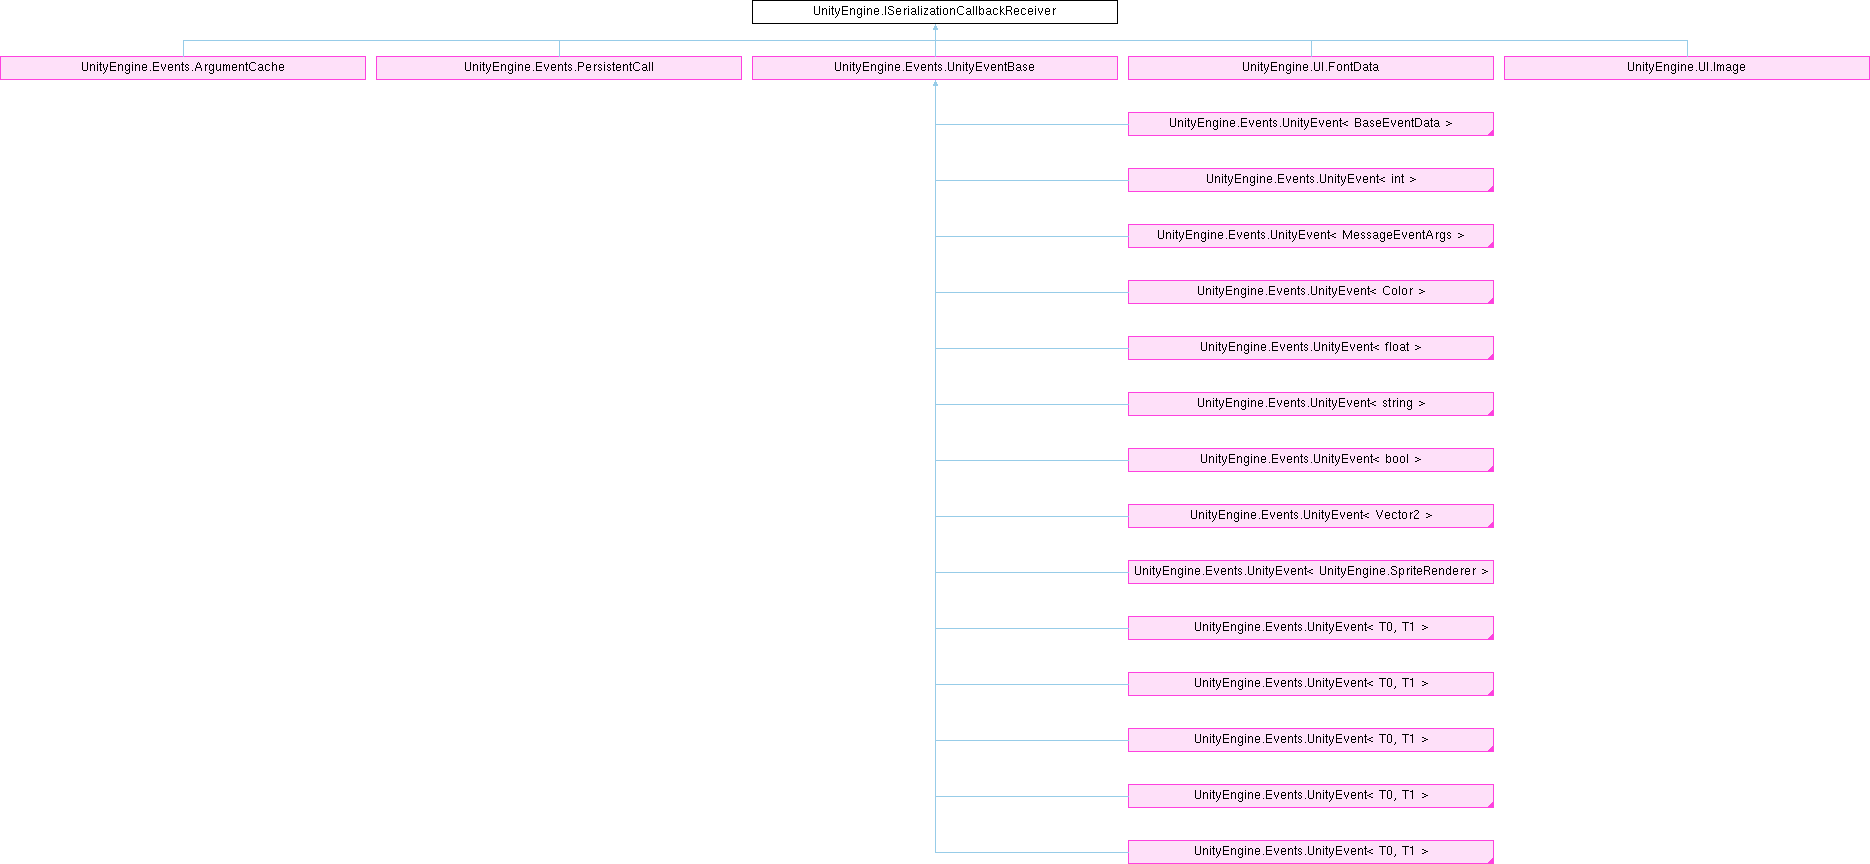 UnityEngine.ISerializationCallbackReceiver
UnityEngine.Events.ArgumentCache
UnityEngine.Events.PersistentCall
UnityEngine.Events.UnityEventBase
UnityEngine.UI.FontData
UnityEngine.UI.Image
UnityEngine.Events.UnityEvent< BaseEventData >
UnityEngine.Events.UnityEvent< int >
UnityEngine.Events.UnityEvent< MessageEventArgs >
UnityEngine.Events.UnityEvent< Color >
UnityEngine.Events.UnityEvent< float >
UnityEngine.Events.UnityEvent< string >
UnityEngine.Events.UnityEvent< bool >
UnityEngine.Events.UnityEvent< Vector2 >
UnityEngine.Events.UnityEvent< UnityEngine.SpriteRenderer >
UnityEngine.Events.UnityEvent< T0, T1 >
UnityEngine.Events.UnityEvent< T0, T1 >
UnityEngine.Events.UnityEvent< T0, T1 >
UnityEngine.Events.UnityEvent< T0, T1 >
UnityEngine.Events.UnityEvent< T0, T1 >